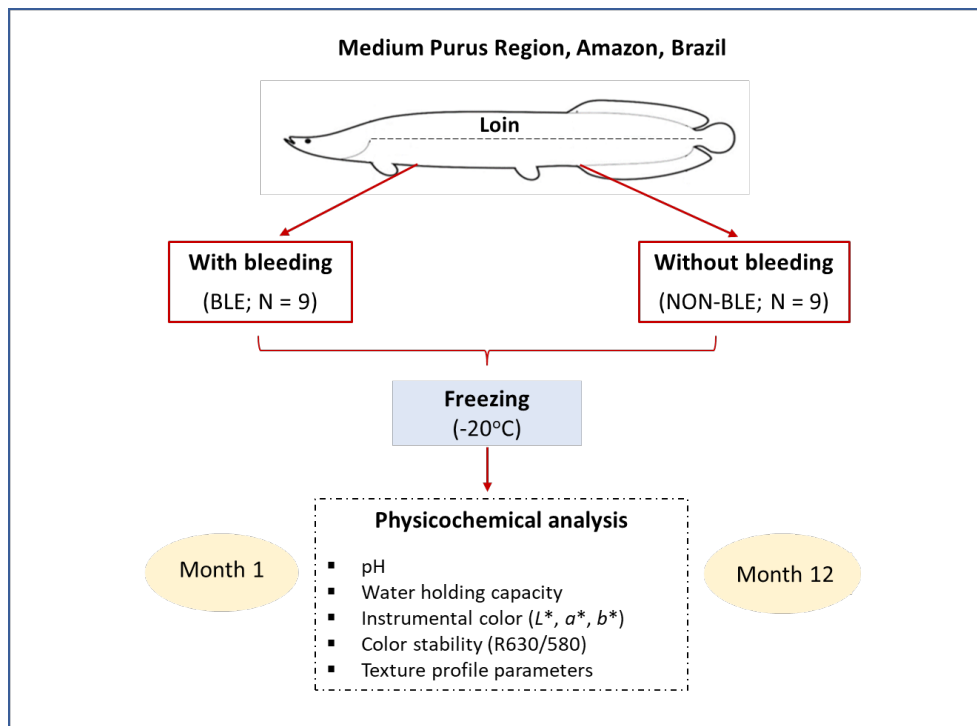 Medium Purus Region, Amazon, Brazil
Loin
With bleeding
(BLE; N = 9)
Without bleeding
(NON-BLE; N = 9)
Freezing
(-20°C)
Physicochemical analysis
▪ pH
▪ Water holding capacity
▪ Instrumental color (L*, a*, b*)
▪ Color stability (R630/580)
▪ Texture profile parameters
Month 1
Month 12